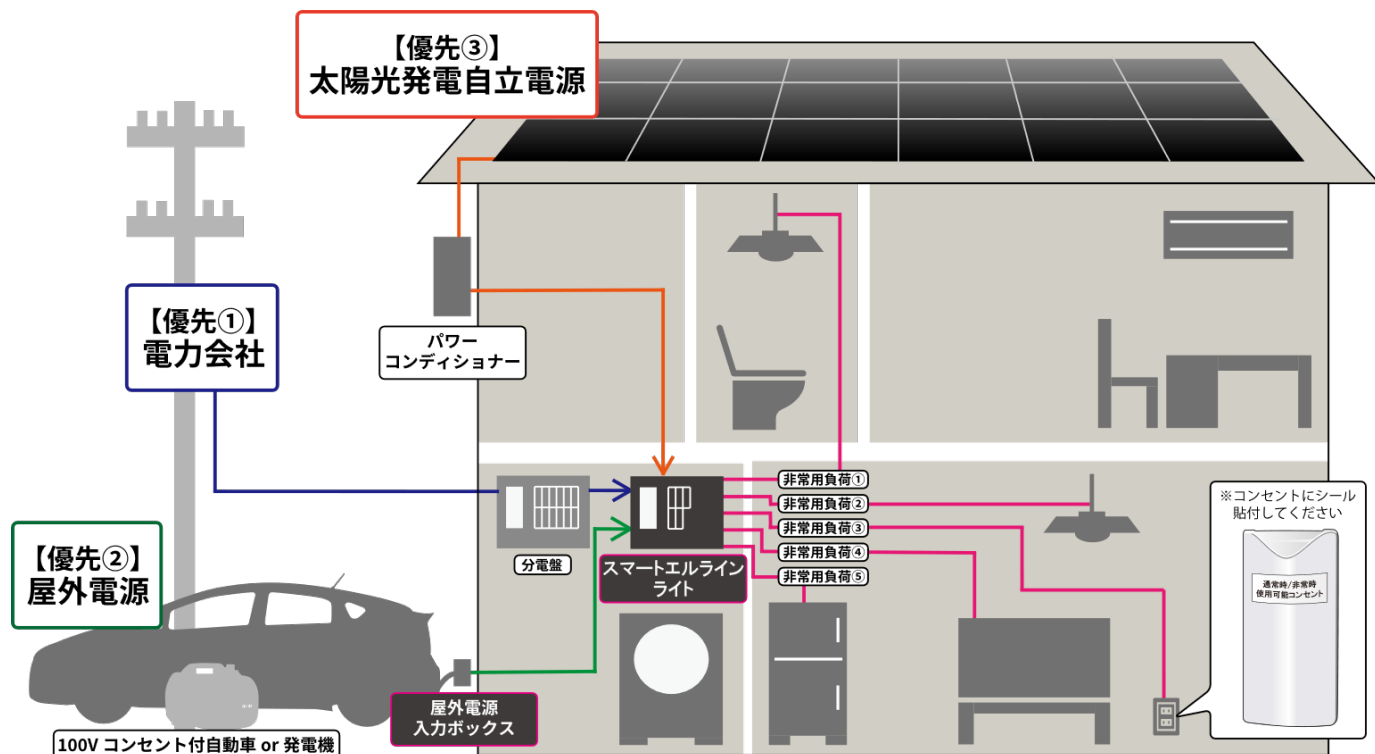 【優先③】
太陽光発電自立電源
【優先①】
電力会社
パワー
コンディショナー
【優先②】
屋外電源
分電盤
スマートエルライン
ライト
非常用負荷①
非常用負荷②
非常用負荷③
非常用負荷④
非常用負荷⑤
※コンセントにシール
貼付してください
通常時/非常時
使用可能コンセント
屋外電源
入力ボックス
100V コンセント付自動車 or 発電機